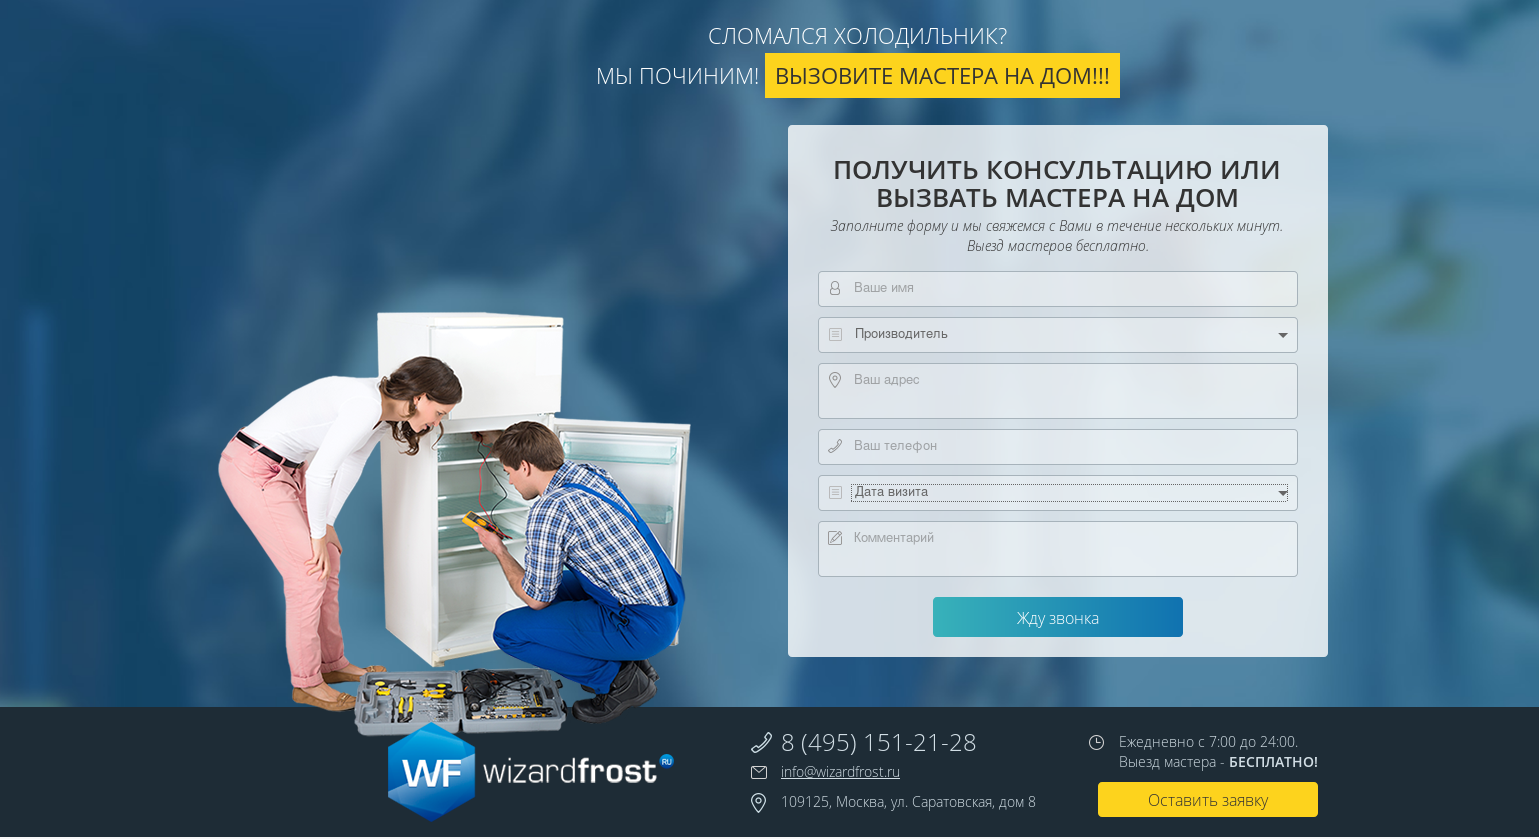 СЛОМАЛСЯ ХОЛОДИЛЬНИК?
МЫ ПОЧИНИМ! ВЫЗОВИТЕ МАСТЕРА НА ДОМ!!!
ПОЛУЧИТЬ КОНСУЛЬТАЦИЮ ИЛИ
ВЫЗВАТЬ МАСТЕРА НА ДОМ
Заполните форму и мы свяжемся с Вами в течение нескольких минут.
Выезд мастеров бесплатно.
Ваше имя
Производитель
Ваш адрес
Ваш телефон
Дата визита
Комментарий
Жду звонка
WF wizardfrost RU
8 (495) 151-21-28
info@wizardfrost.ru
109125, Москва, ул. Саратовская, дом 8
Ежедневно с 7:00 до 24:00.
Выезд мастера - БЕСПЛАТНО!
Оставить заявку